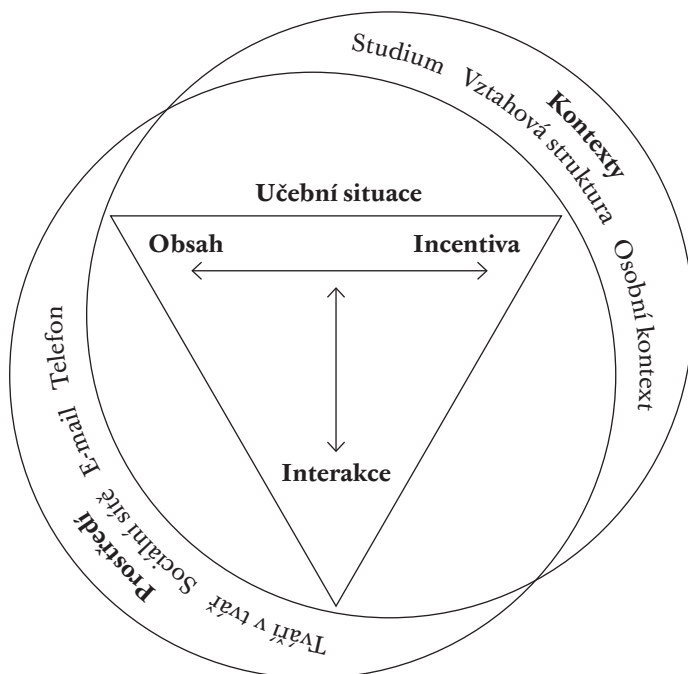 Kontexty
Studium Vztahová struktura Osobní kontext
Učební situace
Obsah Incentiva
Interakce
Prostředí
Tváří v tvář Sociální sítě E-mail Telefon